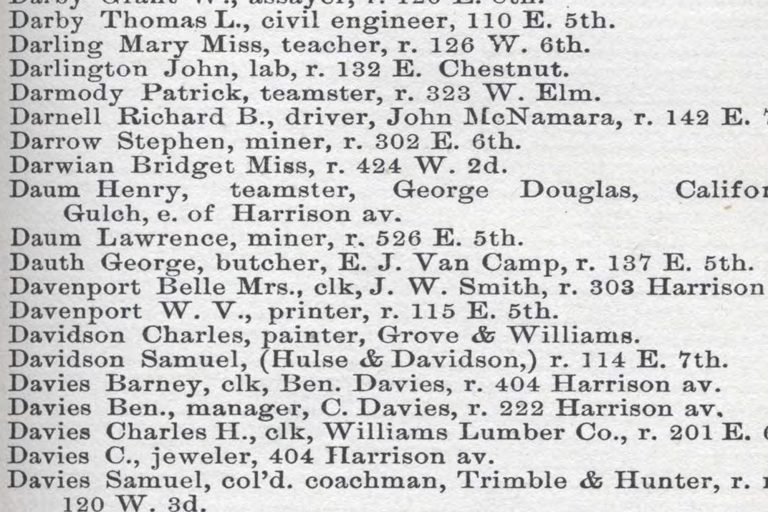 Darby Thomas L., civil engineer, 110 E. 5th.
Darling Mary Miss, teacher, r. 126 W. 6th.
Darlington John, lab, r. 132 E. Chestnut.
Darmody Patrick, teamster, r. 323 W. Elm.
Darnell Richard B., driver, John McNamara, r. 142 E.
Darrow Stephen, miner, r. 302 E. 6th.
Darwian Bridget Miss, r. 424 W. 2d.
Daum Henry, teamster, George Douglas, Califor
Gulch, e. of Harrison av.
Daum Lawrence, miner, r. 526 E. 5th.
Dauth George, butcher, E. J. Van Camp, r. 137 E. 5th.
Davenport Belle Mrs., clk, J. W. Smith, r. 303 Harrison
Davenport W. V., printer, r. 115 E. 5th.
Davidson Charles, painter, Grove & Williams.
Davidson Samuel, (Hulse & Davidson,) r. 114 E. 7th.
Davies Barney, clk, Ben. Davies, r. 404 Harrison av.
Davies Ben., manager, C. Davies, r. 222 Harrison av.
Davies Charles H., clk, Williams Lumber Co., r. 201 E.
Davies C., jeweler, 404 Harrison av.
Davies Samuel, col'd. coachman, Trimble & Hunter, r.
120 W. 3d.